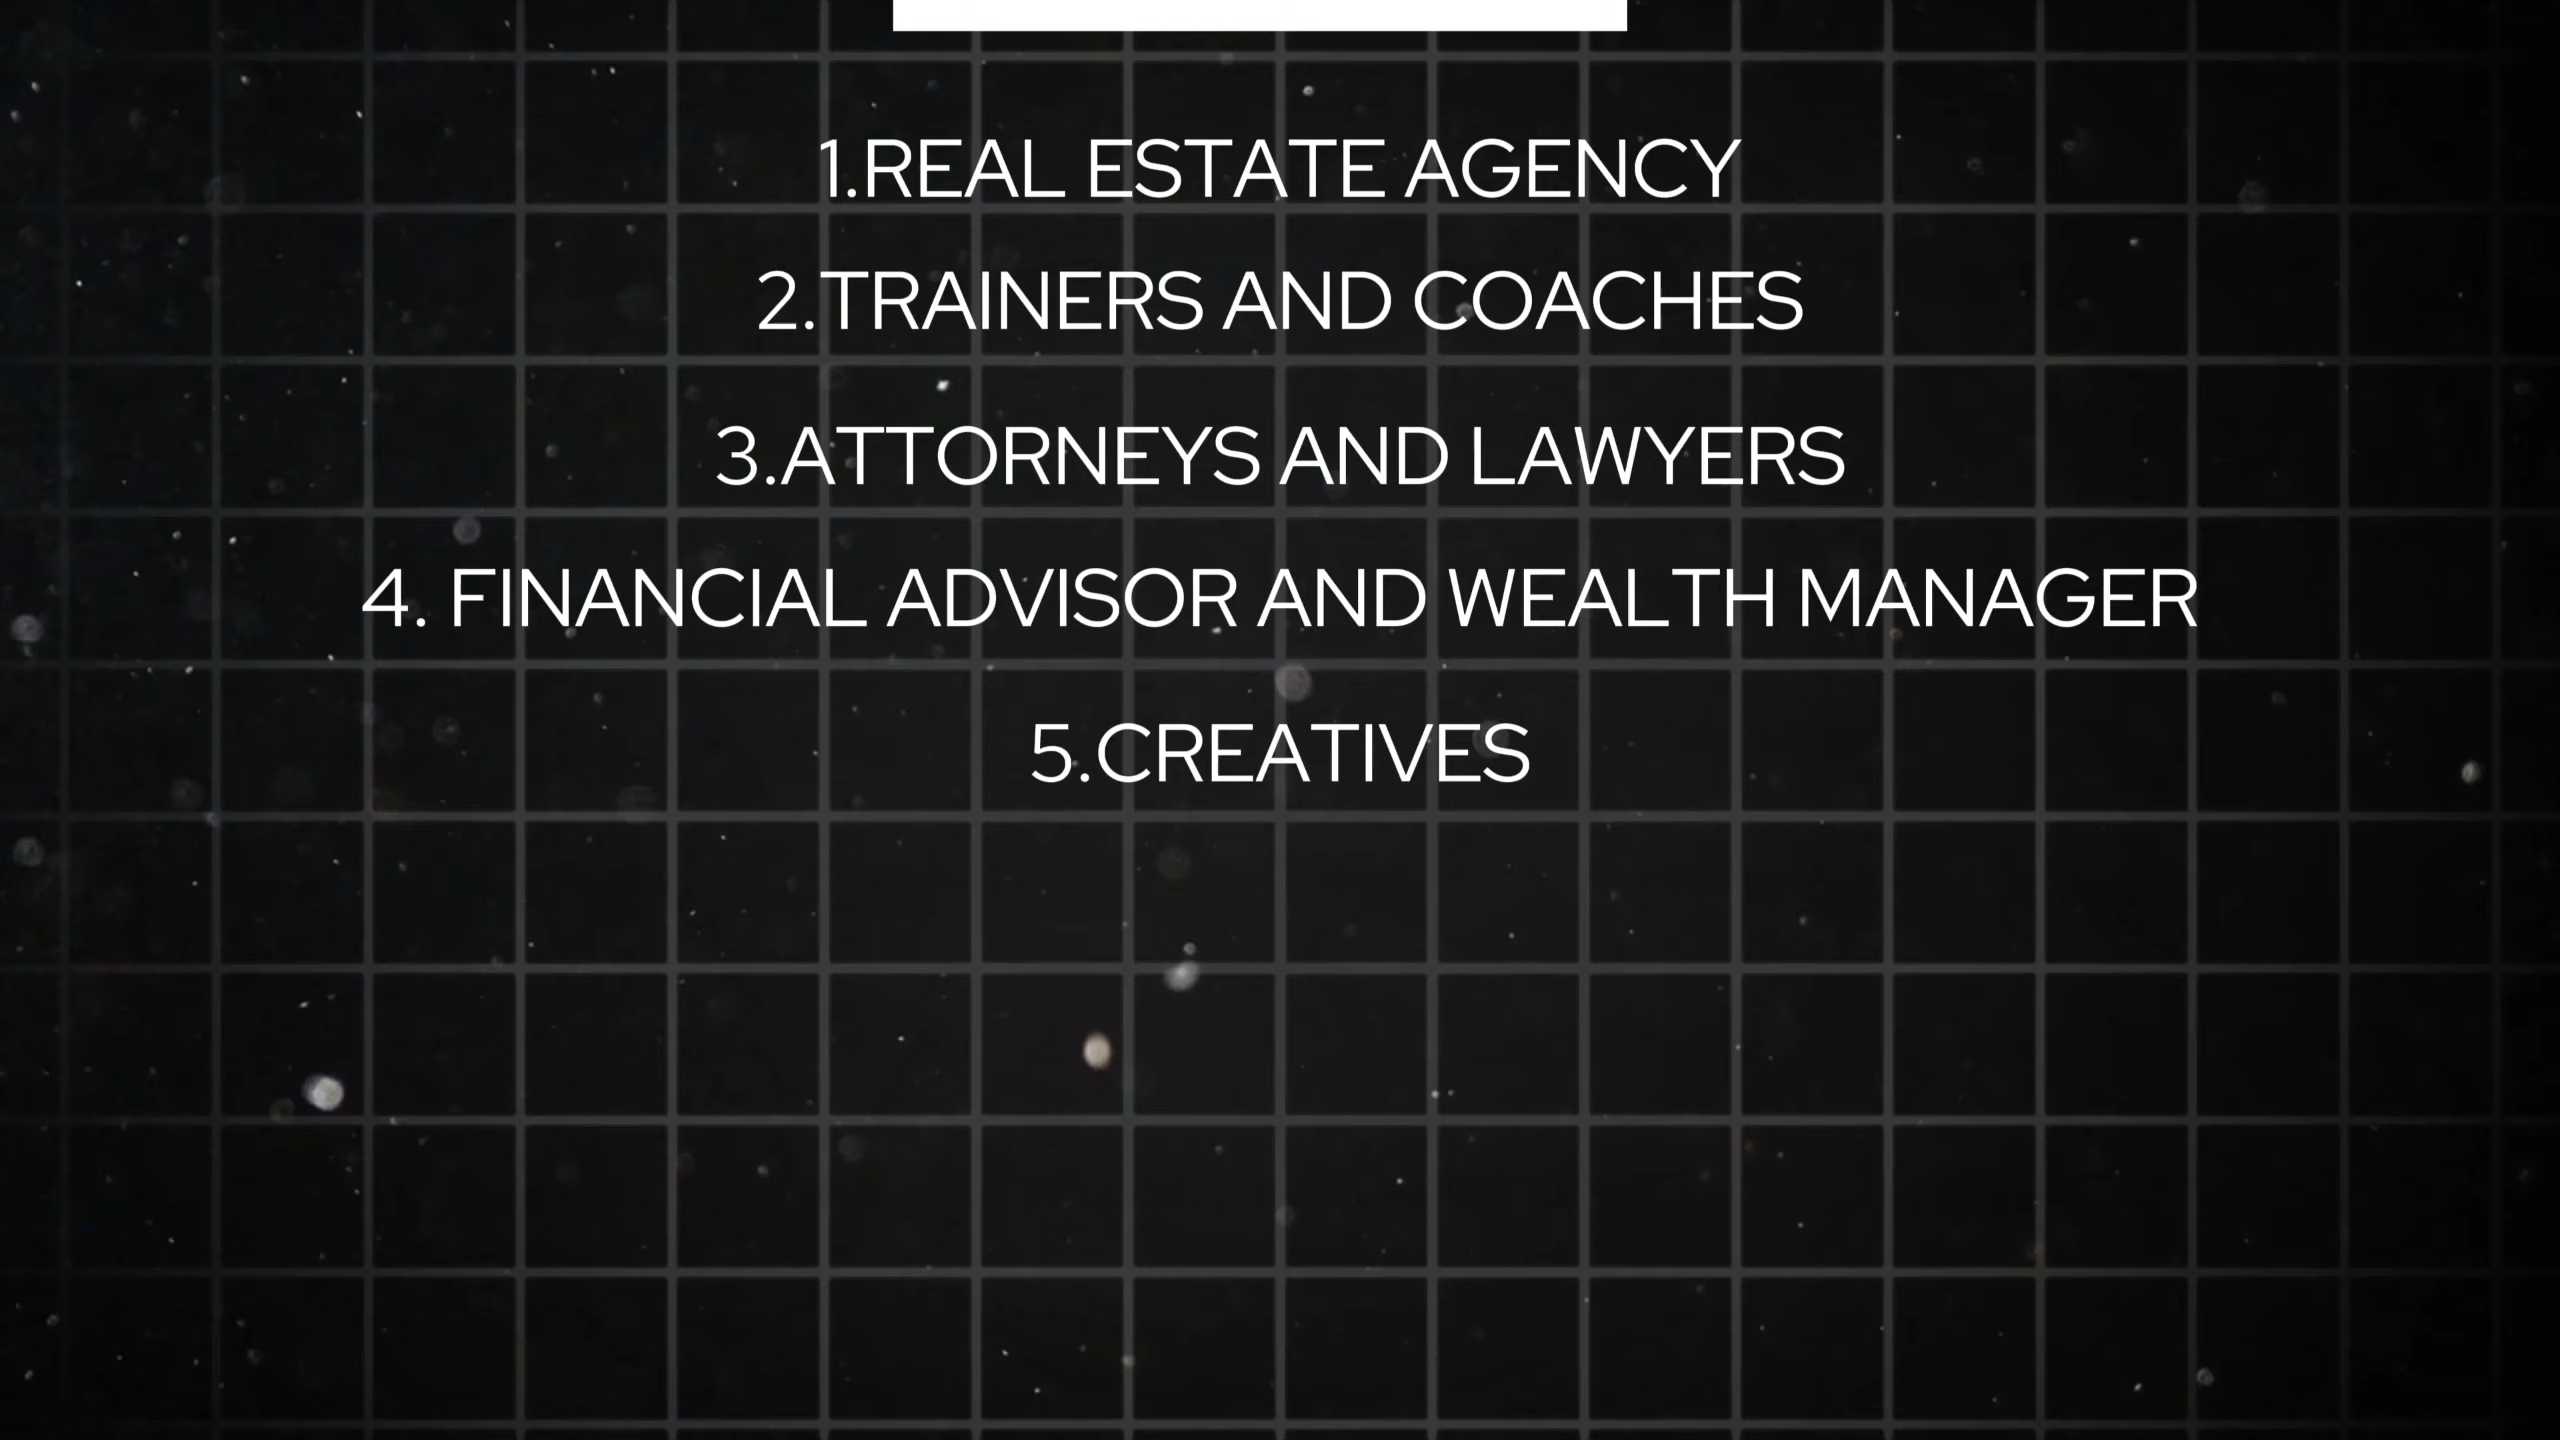 1.REAL ESTATE AGENCY
2.TRAINERS AND COACHES
3.ATTORNEYS AND LAWYERS
4. FINANCIAL ADVISOR AND WEALTH MANAGER
5.CREATIVES